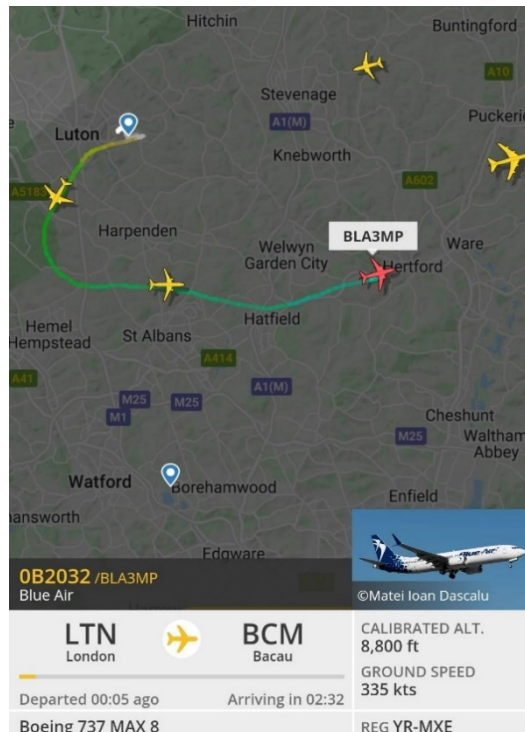 Hitchin
Buntingford
A10
Stevenage
Luton
A1(M)
Knebworth
A602
A5183
BLA3MP
Harpenden
Ware
Welwyn
Garden City
Hertford
Hatfield
Hemel
Hempstead
St Albans
A414
A41
M25
M1
M25
A1(M)
M25
Cheshunt
Waltham
Abbey
Watford
Borehamwood
Enfield
Edgware
0B2032 /BLA3MP
Blue Air
Blue Air
©Matei Ioan Dascalu
LTN
London
BCM
Bacau
CALIBRATED ALT.
8,800 ft
GROUND SPEED
335 kts
Departed 00:05 ago
Arriving in 02:32
Boeing 737 MAX 8
REG YR-MXE